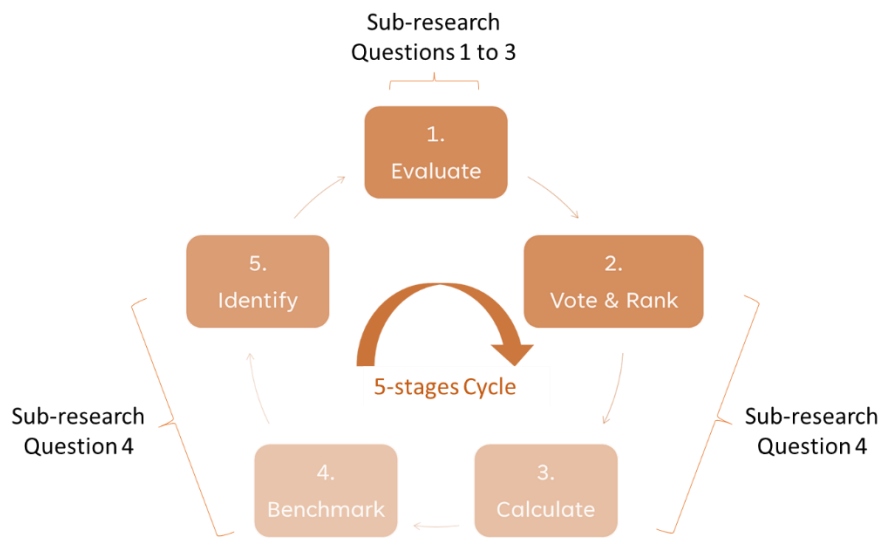 Sub-research
Questions 1 to 3
1.
Evaluate
5.
Identify
2.
Vote & Rank
5-stages Cycle
Sub-research
Question 4
Sub-research
Question 4
4.
Benchmark
3.
Calculate